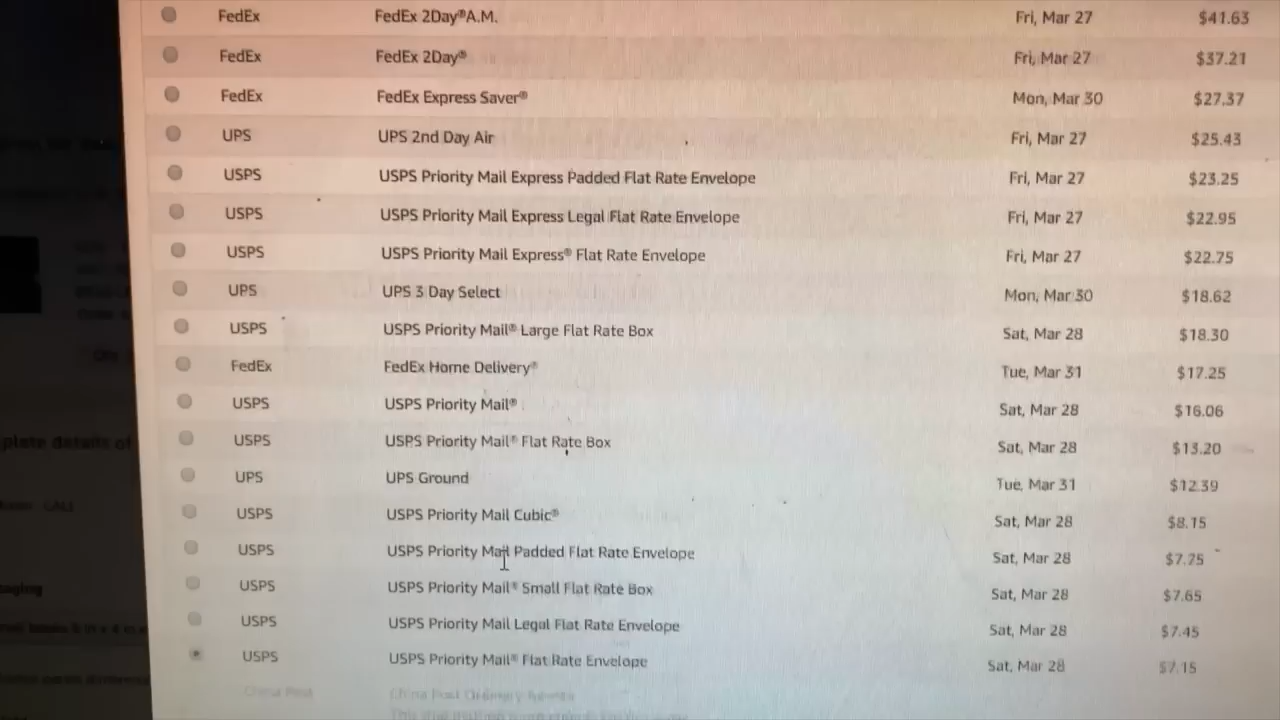 FedEx FedEx 2Day®A.M. Fri, Mar 27 $41.63
FedEx FedEx 2Day® Fri, Mar 27 $37.21
FedEx FedEx Express Saver® Mon, Mar 30 $27.37
UPS UPS 2nd Day Air Fri, Mar 27 $25.43
USPS USPS Priority Mail Express Padded Flat Rate Envelope Fri, Mar 27 $23.25
USPS USPS Priority Mail Express Legal Flat Rate Envelope Fri, Mar 27 $22.95
USPS USPS Priority Mail Express® Flat Rate Envelope Fri, Mar 27 $22.75
UPS UPS 3 Day Select Mon, Mar 30 $18.62
USPS USPS Priority Mail® Large Flat Rate Box Sat, Mar 28 $18.30
FedEx FedEx Home Delivery® Tue, Mar 31 $17.25
USPS USPS Priority Mail® Sat, Mar 28 $16.06
USPS USPS Priority Mail® Flat Rate Box Sat, Mar 28 $13.20
plete details of
UPS UPS Ground Tue, Mar 31 $12.39
USPS USPS Priority Mail Cubic® Sat, Mar 28 $8.15
USPS USPS Priority Mail Padded Flat Rate Envelope Sat, Mar 28 $7.75
USPS USPS Priority Mail® Small Flat Rate Box Sat, Mar 28 $7.65
USPS USPS Priority Mail Legal Flat Rate Envelope Sat, Mar 28 $7.45
USPS USPS Priority Mail® Flat Rate Envelope Sat, Mar 28 $7.15
China Post China Post Ordinary